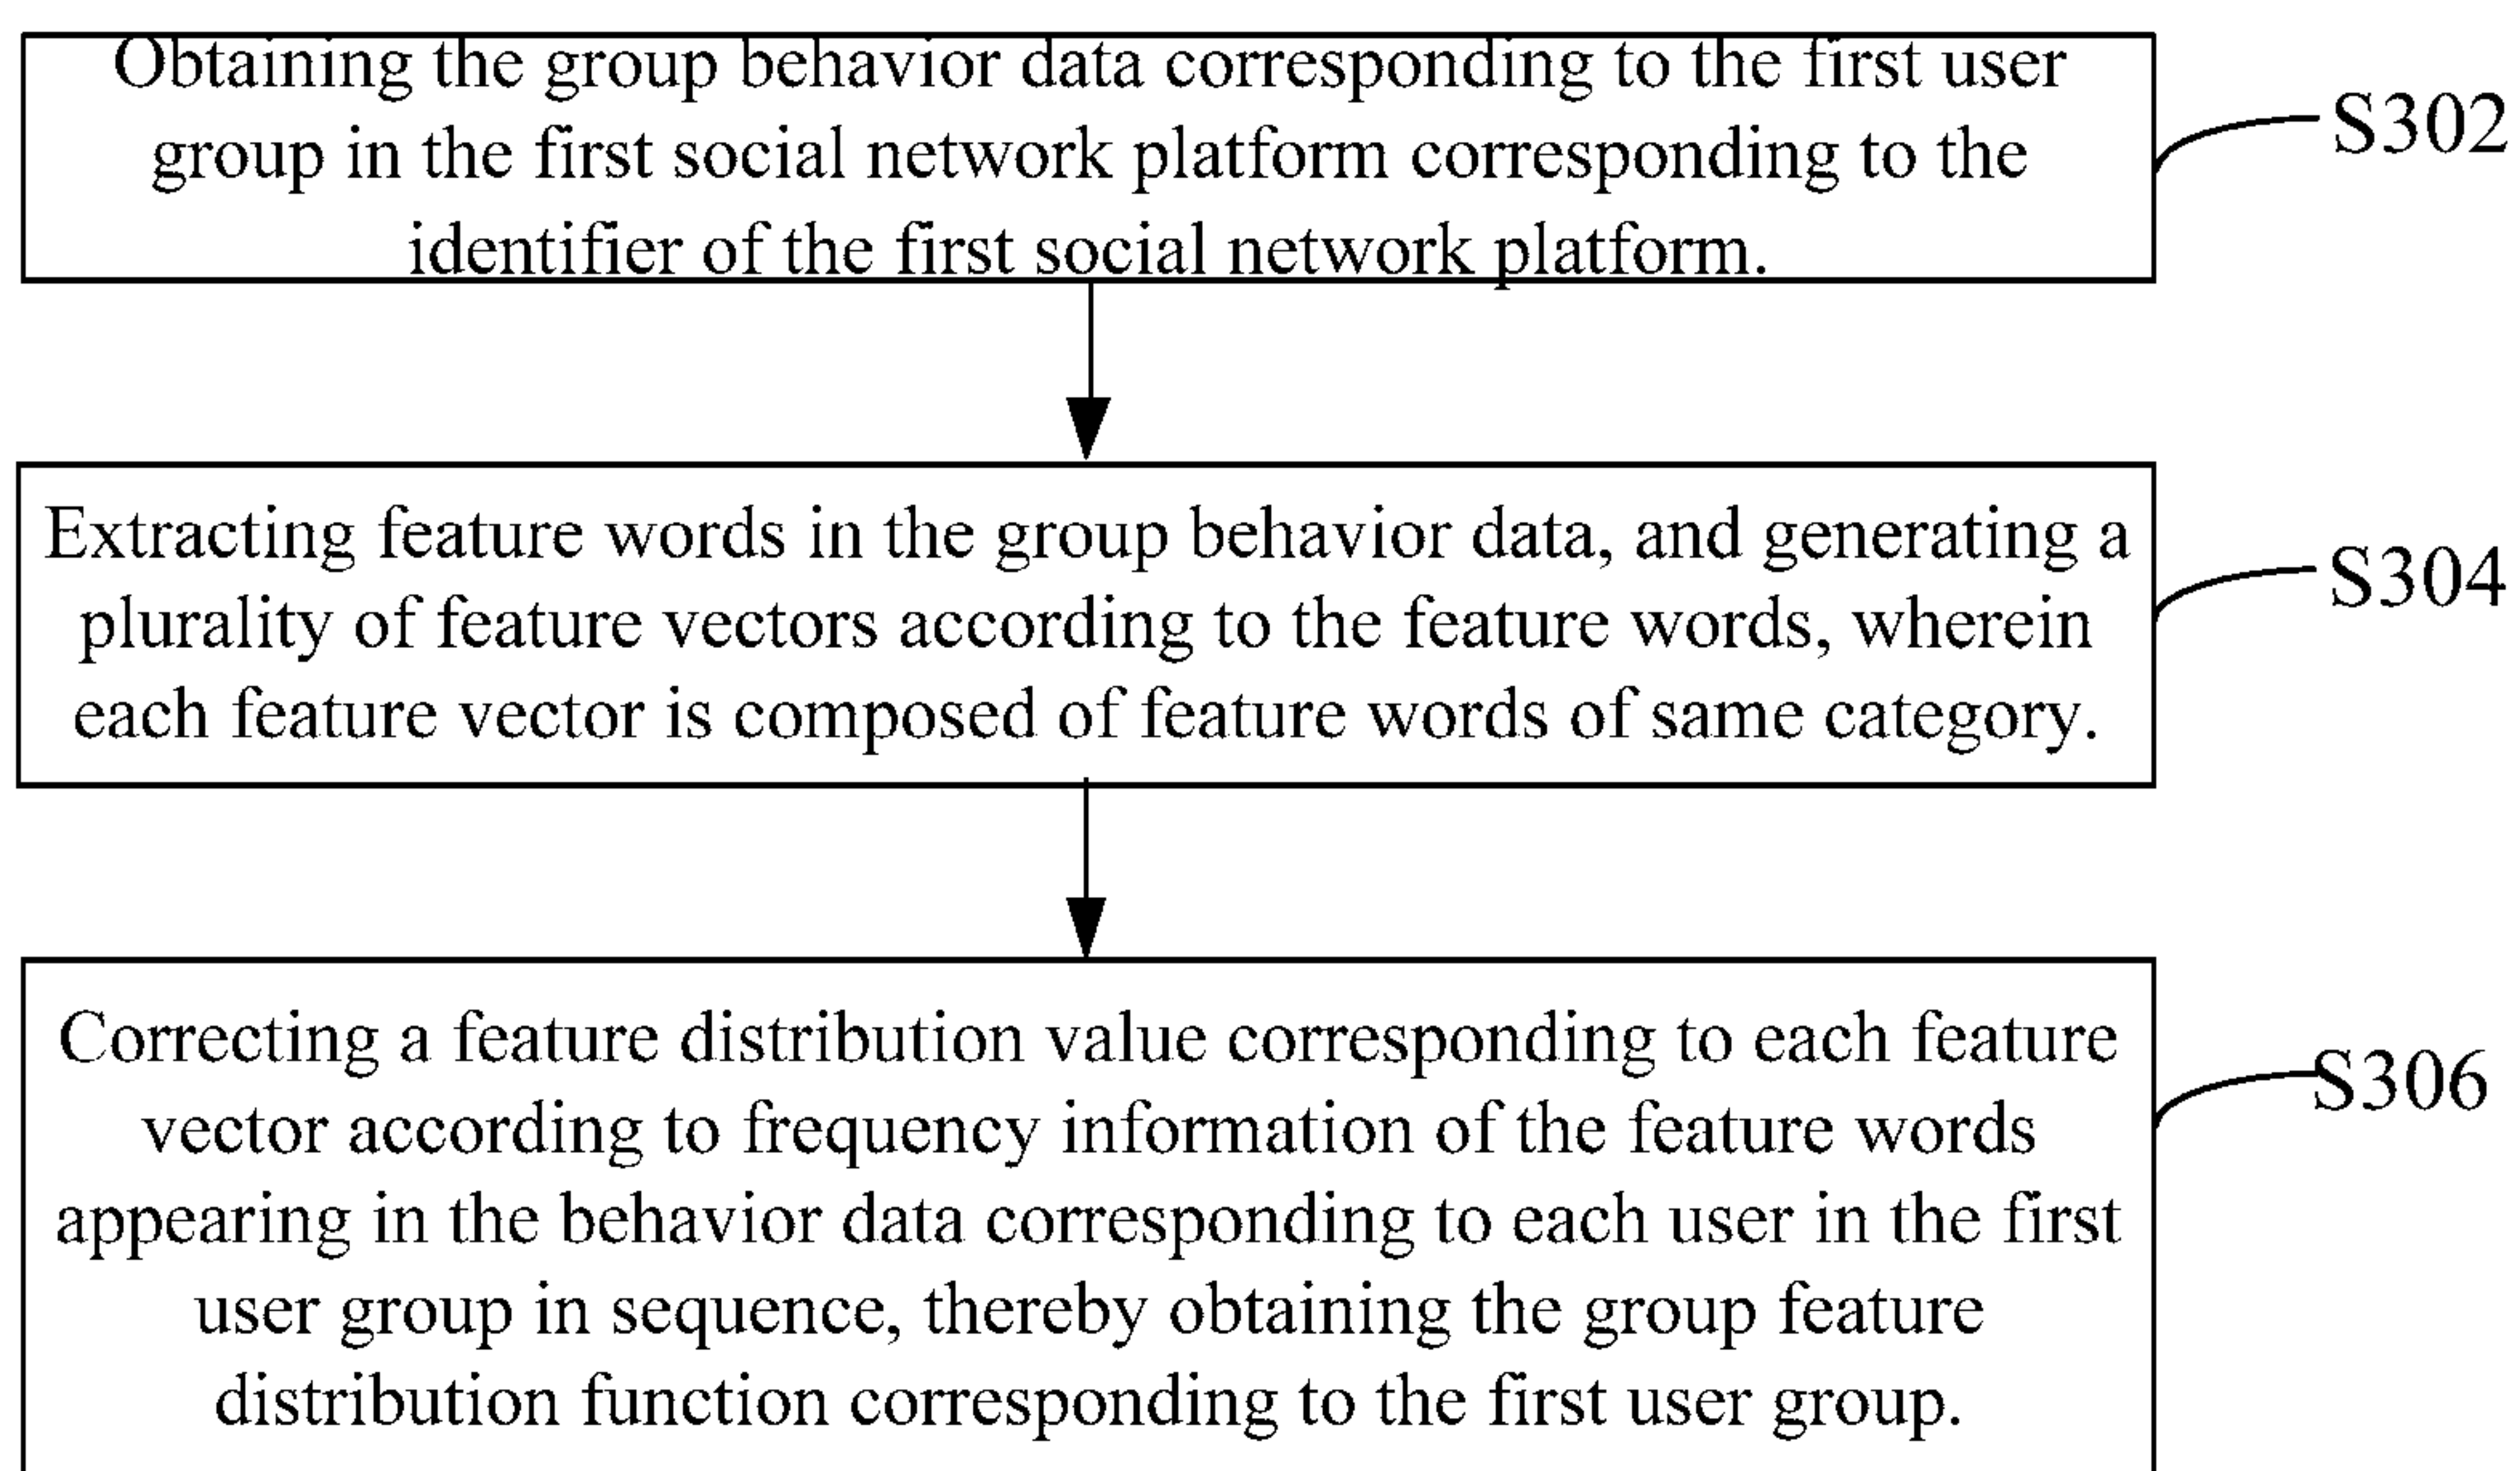 Obtaining the group behavior data corresponding to the first user
group in the first social network platform corresponding to the
identifier of the first social network platform.
S302
Extracting feature words in the group behavior data, and generating a
plurality of feature vectors according to the feature words, wherein
each feature vector is composed of feature words of same category.
S304
Correcting a feature distribution value corresponding to each feature
vector according to frequency information of the feature words
appearing in the behavior data corresponding to each user in the first
user group in sequence, thereby obtaining the group feature
distribution function corresponding to the first user group.
S306